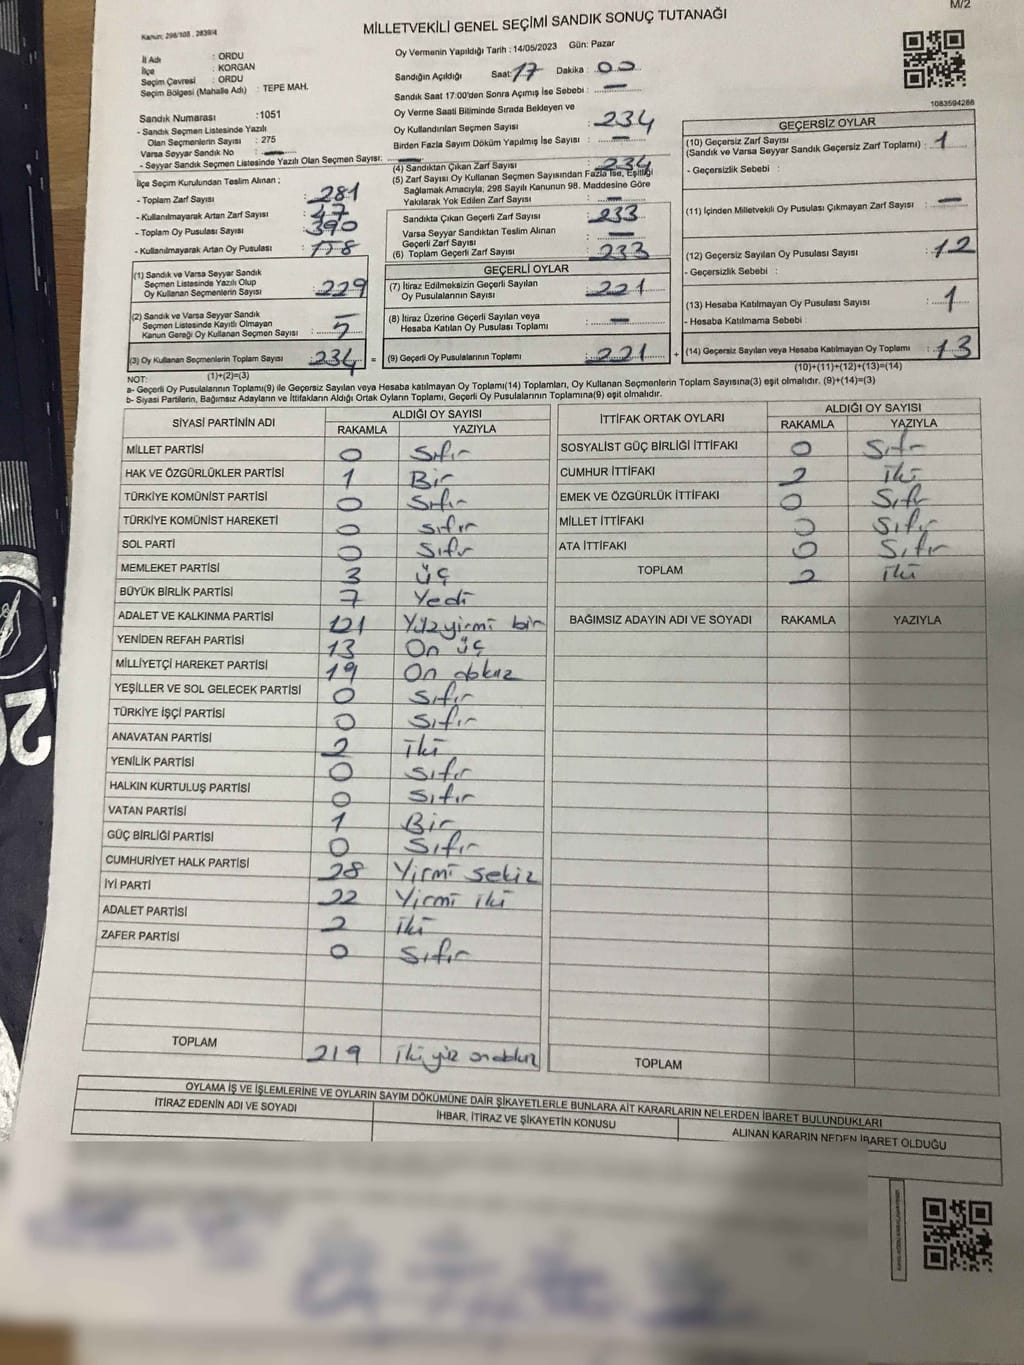 M/2
MİLLETVEKİLİ GENEL SEÇİMİ SANDIK SONUÇ TUTANAĞI
Kanun: 298/105, 2839/4
İl Adı : ORDU
İlçe : KORGAN
Seçim Çevresi : ORDU
Seçim Bölgesi (Mahalle Adı) : TEPE MAH.
Oy Vermenin Yapıldığı Tarih : 14/05/2023 Gün: Pazar
Sandığın Açıldığı Saat: 17 Dakika : 00
Sandık Saat 17:00'den Sonra Açılmış İse Sebebi : —
Oy Verme Saati Bitiminde Sırada Bekleyen ve
Oy Kullandırılan Seçmen Sayısı : 234
Birden Fazla Sayım Döküm Yapılmış İse Sayısı : —
1083594266
Sandık Numarası : 1051
- Sandık Seçmen Listesinde Yazılı
Olan Seçmenlerin Sayısı : 275
Varsa Seyyar Sandık No : —
- Seyyar Sandık Seçmen Listesinde Yazılı Olan Seçmen Sayısı: —
İlçe Seçim Kurulundan Teslim Alınan ;
- Toplam Zarf Sayısı : 281
- Kullanılmayarak Artan Zarf Sayısı : 47
- Toplam Oy Pusulası Sayısı : 390
- Kullanılmayarak Artan Oy Pusulası : 158
(1) Sandık ve Varsa Seyyar Sandık
Seçmen Listesinde Yazılı Olup
Oy Kullanan Seçmenlerin Sayısı : 229
(2) Sandık ve Varsa Seyyar Sandık
Seçmen Listesinde Kayıtlı Olmayan
Kanun Gereği Oy Kullanan Seçmen Sayısı : 5
(3) Oy Kullanan Seçmenlerin Toplam Sayısı : 234 =
(1)+(2)=(3)
(4) Sandıktan Çıkan Zarf Sayısı : 234
(5) Zarf Sayısı Oy Kullanan Seçmen Sayısından Fazla İse, Eşitliği
Sağlamak Amacıyla, 298 Sayılı Kanunun 98. Maddesine Göre
Yakılarak Yok Edilen Zarf Sayısı : —
Sandıkta Çıkan Geçerli Zarf Sayısı : 233
Varsa Seyyar Sandıktan Teslim Alınan
Geçerli Zarf Sayısı : —
(6) Toplam Geçerli Zarf Sayısı : 233
GEÇERLİ OYLAR
(7) İtiraz Edilmeksizin Geçerli Sayılan
Oy Pusulalarının Sayısı : 221
(8) İtiraz Üzerine Geçerli Sayılan veya
Hesaba Katılan Oy Pusulası Toplamı : —
(9) Geçerli Oy Pusulalarının Toplamı : 221 +
GEÇERSİZ OYLAR
(10) Geçersiz Zarf Sayısı
(Sandık ve Varsa Seyyar Sandık Geçersiz Zarf Toplamı) : 1
- Geçersizlik Sebebi :
(11) İçinden Milletvekili Oy Pusulası Çıkmayan Zarf Sayısı : —
(12) Geçersiz Sayılan Oy Pusulası Sayısı : 12
- Geçersizlik Sebebi :
(13) Hesaba Katılmayan Oy Pusulası Sayısı : 1
- Hesaba Katılmama Sebebi :
(14) Geçersiz Sayılan veya Hesaba Katılmayan Oy Toplamı : 13
(10)+(11)+(12)+(13)=(14)
NOT:
a- Geçerli Oy Pusulalarının Toplamı(9) ile Geçersiz Sayılan veya Hesaba katılmayan Oy Toplamı(14) Toplamları, Oy Kullanan Seçmenlerin Toplam Sayısına(3) eşit olmalıdır. (9)+(14)=(3)
b- Siyasi Partilerin, Bağımsız Adayların ve İttifakların Aldığı Ortak Oyların Toplamı, Geçerli Oy Pusulalarının Toplamına(9) eşit olmalıdır.
SİYASİ PARTİNİN ADI ALDIĞI OY SAYISI
RAKAMLA YAZIYLA
MİLLET PARTİSİ 0 Sıfır
HAK VE ÖZGÜRLÜKLER PARTİSİ 1 Bir
TÜRKİYE KOMÜNİST PARTİSİ 0 Sıfır
TÜRKİYE KOMÜNİST HAREKETİ 0 sıfır
SOL PARTİ 0 Sıfır
MEMLEKET PARTİSİ 3 üç
BÜYÜK BİRLİK PARTİSİ 7 Yedi
ADALET VE KALKINMA PARTİSİ 121 Yüzyirmi bir
YENİDEN REFAH PARTİSİ 13 On üç
MİLLİYETÇİ HAREKET PARTİSİ 19 On dokuz
YEŞİLLER VE SOL GELECEK PARTİSİ 0 Sıfır
TÜRKİYE İŞÇİ PARTİSİ 0 Sıfır
ANAVATAN PARTİSİ 2 iki
YENİLİK PARTİSİ 0 Sıfır
HALKIN KURTULUŞ PARTİSİ 0 Sıfır
VATAN PARTİSİ 1 Bir
GÜÇ BİRLİĞİ PARTİSİ 0 Sıfır
CUMHURİYET HALK PARTİSİ 28 Yirmi sekiz
İYİ PARTİ 22 Yirmi iki
ADALET PARTİSİ 2 iki
ZAFER PARTİSİ 0 Sıfır
TOPLAM 219 iki yüz ondokuz
İTTİFAK ORTAK OYLARI ALDIĞI OY SAYISI
RAKAMLA YAZIYLA
SOSYALİST GÜÇ BİRLİĞİ İTTİFAKI 0 Sıfır
CUMHUR İTTİFAKI 2 iki
EMEK VE ÖZGÜRLÜK İTTİFAKI 0 Sıfır
MİLLET İTTİFAKI 0 Sıfır
ATA İTTİFAKI 0 Sıfır
TOPLAM 2 iki
BAĞIMSIZ ADAYIN ADI VE SOYADI RAKAMLA YAZIYLA
TOPLAM
OYLAMA İŞ VE İŞLEMLERİNE VE OYLARIN SAYIM DÖKÜMÜNE DAİR ŞİKAYETLERLE BUNLARA AİT KARARLARIN NELERDEN İBARET BULUNDUKLARI
İTİRAZ EDENİN ADI VE SOYADI İHBAR, İTİRAZ VE ŞİKAYETİN KONUSU ALINAN KARARIN NEDEN İBARET OLDUĞU